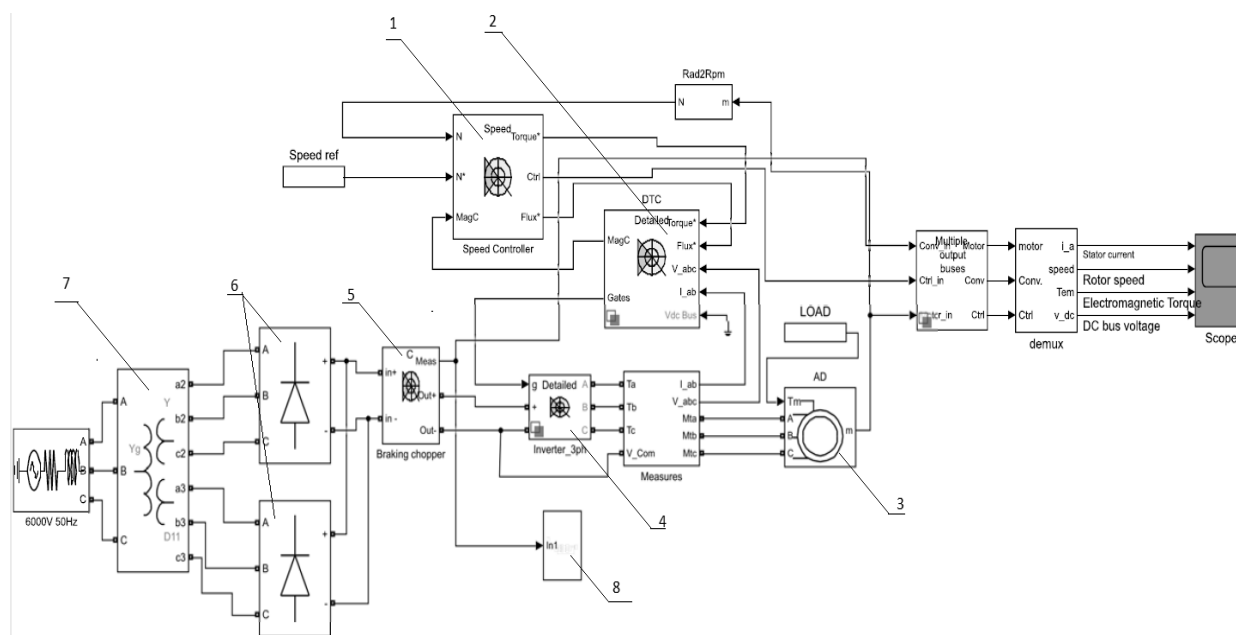 1
2
Rad2Rpm
N
m
Speed ref
Speed
N
Torque*
N*
Ctrl
MagC
Flux*
Speed Controller
DTC
Detailed
Torque*
MagC
Flux*
V_abc
I_ab
Gates
Vdc Bus
Multiple
output
buses
Conv_in
Motor
Ctrl_in
Conv
Ctrl
motor
i_a
speed
Conv.
Tem
Ctrl
v_dc
demux
Stator current
Rotor speed
Electromagnetic Torque
DC bus voltage
Scope
LOAD
AD
Tm
A
B
C
m
3
7
6
5
C
Meas
in+
Out+
in -
Out-
Braking chopper
Detailed
g
A
+
B
-
C
Inverter_3ph
4
Ta
I_ab
Tb
V_abc
Tc
Mta
Mtb
V_Com
Mtc
Measures
In1
8
A
B
C
6000V 50Hz
A
B
C
Yg
Y
D11
a2
b2
c2
a3
b3
c3
A
B
C
+
-
A
B
C
+
-